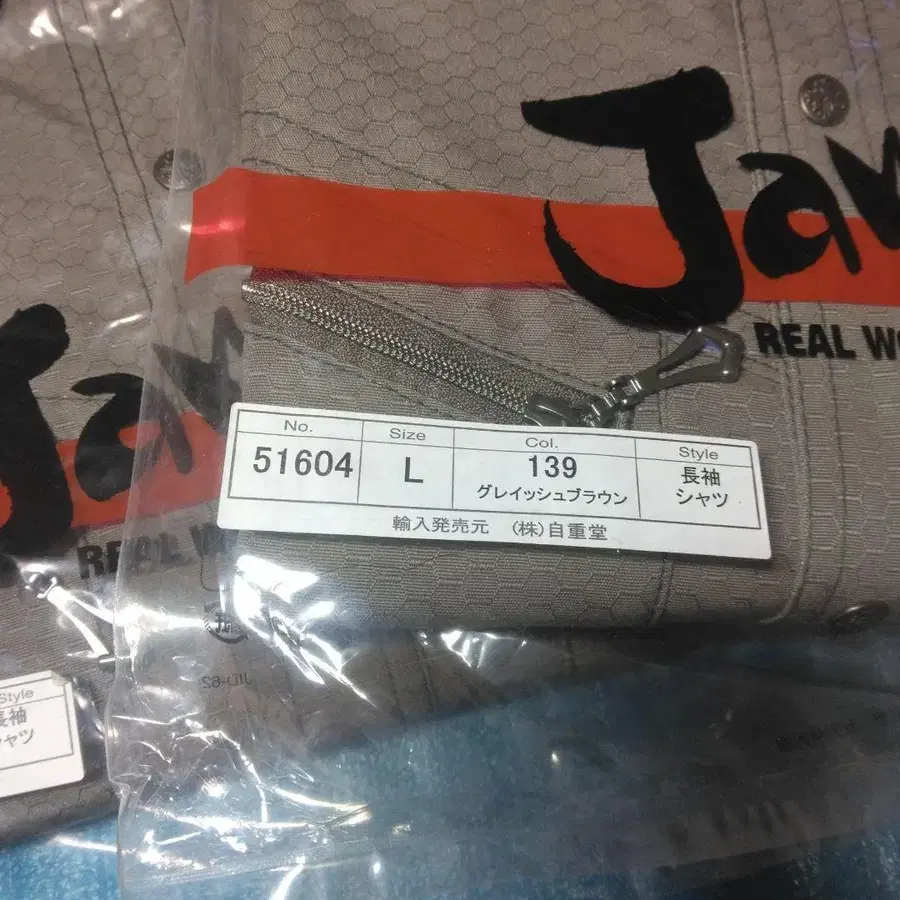 Jaw
REAL WO
No.
Size
Col.
Style
51604
L
139
グレイッシュブラウン
長袖
シャツ
輸入発売元 (株)自重堂
Jaw
REAL W
Style
長袖
シャツ